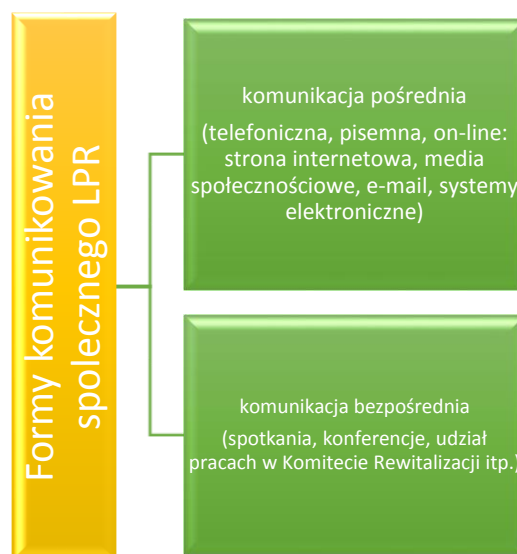 Formy komunikowania
spolecznego LPR
komunikacja pośrednia
(telefoniczna, pisemna, on-line:
strona internetowa, media
społecznościowe, e-mail, systemy
elektroniczne)
komunikacja bezpośrednia
(spotkania, konferencje, udział
pracach w Komitecie Rewitalizacji itp.)